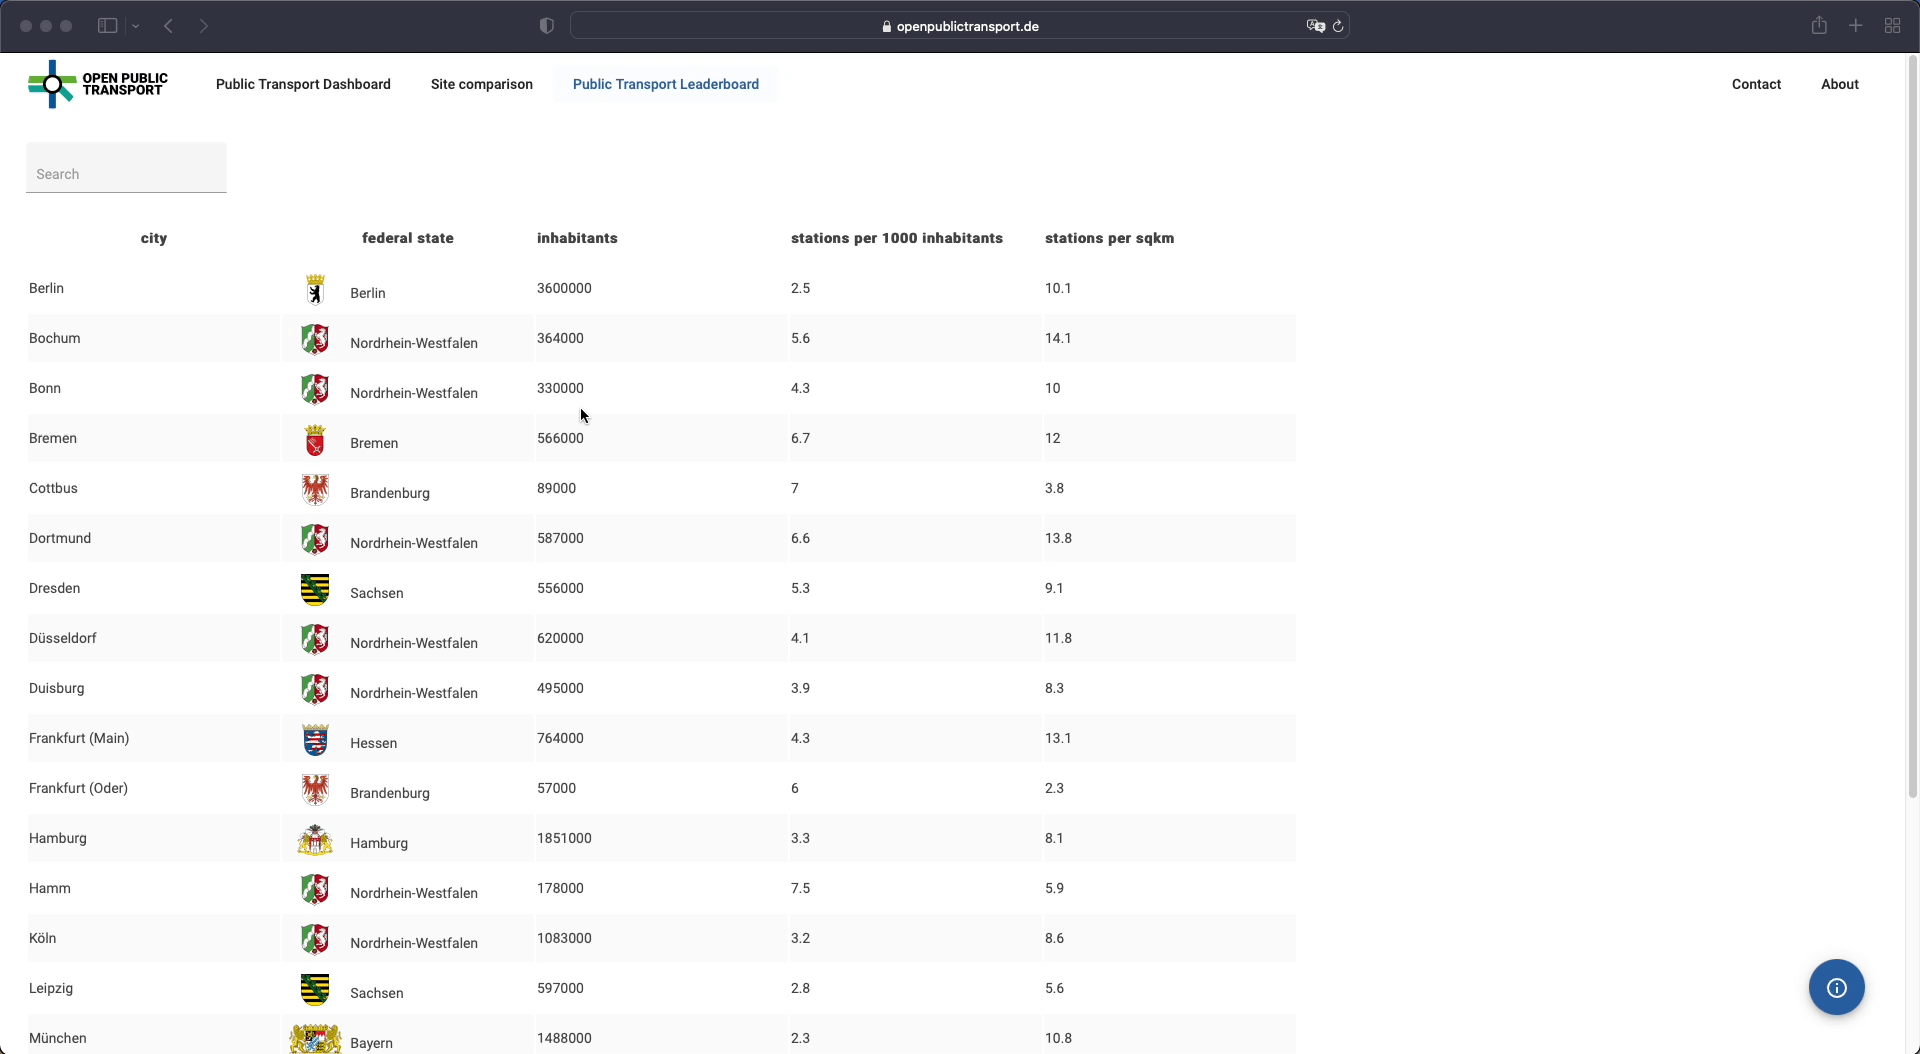 openpublictransport.de
OPEN PUBLIC
TRANSPORT
Public Transport Dashboard Site comparison Public Transport Leaderboard Contact About
Search
city federal state inhabitants stations per 1000 inhabitants stations per sqkm
Berlin Berlin 3600000 2.5 10.1
Bochum Nordrhein-Westfalen 364000 5.6 14.1
Bonn Nordrhein-Westfalen 330000 4.3 10
Bremen Bremen 566000 6.7 12
Cottbus Brandenburg 89000 7 3.8
Dortmund Nordrhein-Westfalen 587000 6.6 13.8
Dresden Sachsen 556000 5.3 9.1
Düsseldorf Nordrhein-Westfalen 620000 4.1 11.8
Duisburg Nordrhein-Westfalen 495000 3.9 8.3
Frankfurt (Main) Hessen 764000 4.3 13.1
Frankfurt (Oder) Brandenburg 57000 6 2.3
Hamburg Hamburg 1851000 3.3 8.1
Hamm Nordrhein-Westfalen 178000 7.5 5.9
Köln Nordrhein-Westfalen 1083000 3.2 8.6
Leipzig Sachsen 597000 2.8 5.6
München Bayern 1488000 2.3 10.8